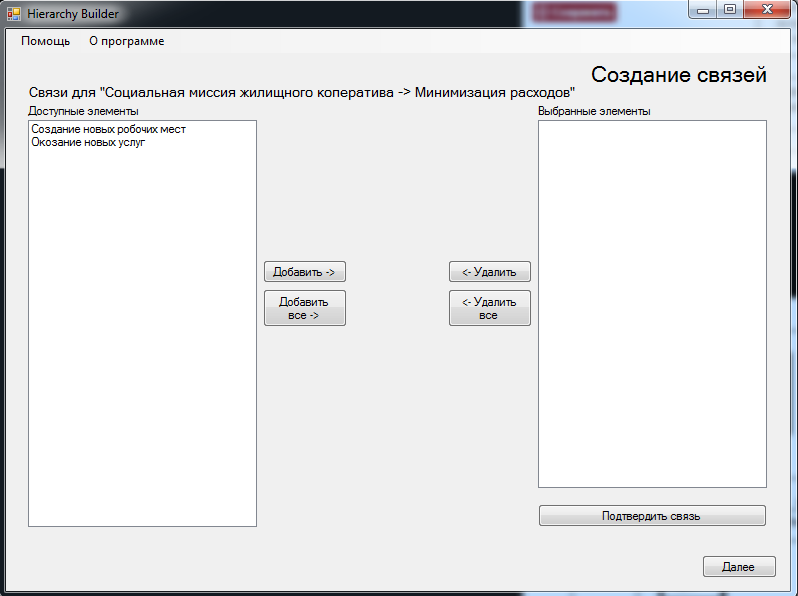 Hierarchy Builder
Помощь О программе
Создание связей
Связи для "Социальная миссия жилищного коператива -> Минимизация расходов"
Доступные элементы
Выбранные элементы
Создание новых робочих мест
Окозание новых услуг
Добавить ->
<- Удалить
Добавить
все ->
<- Удалить
все
Подтвердить связь
Далее